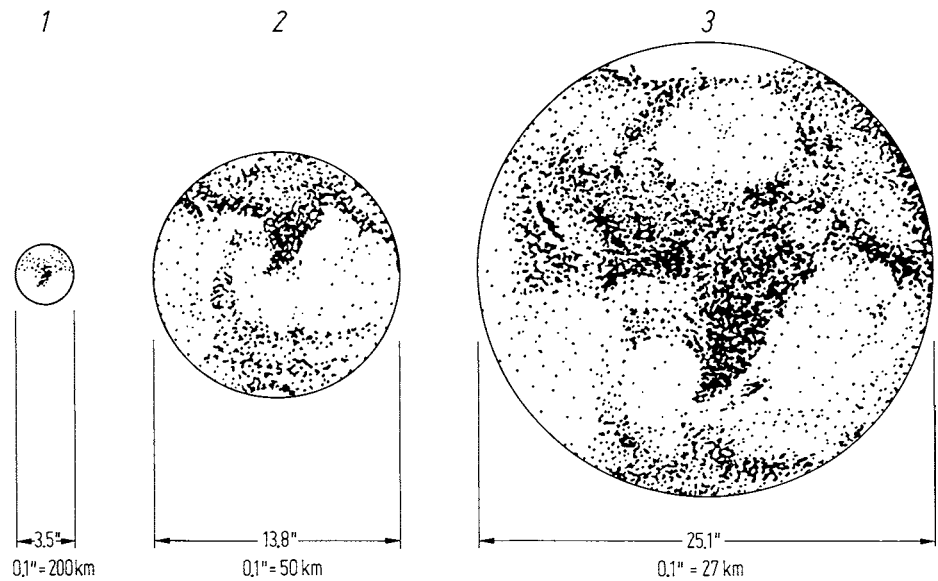 1 2 3
3.5" 13.8" 25.1"
0.1" = 200 km 0.1" = 50 km 0.1" = 27 km